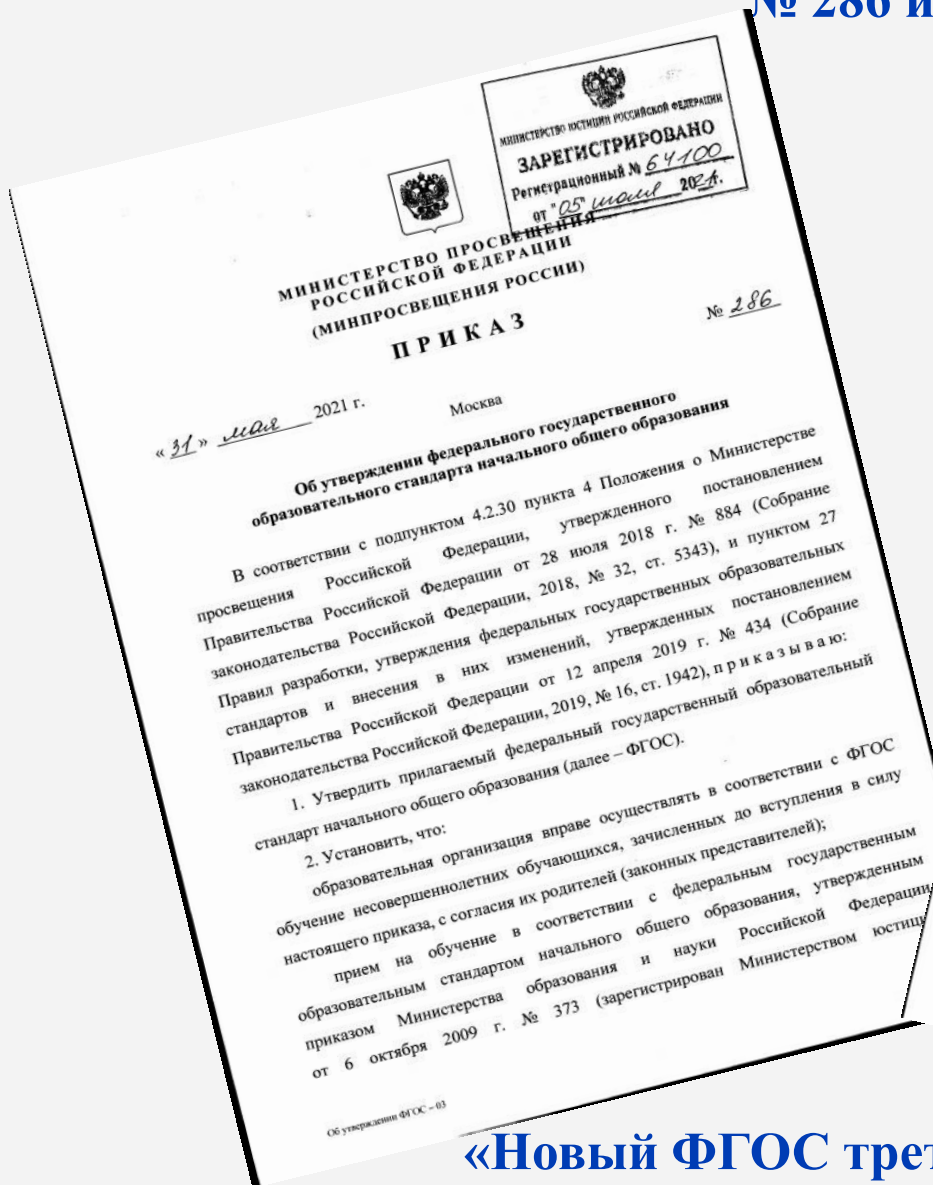 № 286 и
МИНИСТЕРСТВО ЮСТИЦИИ РОССИЙСКОЙ ФЕДЕРАЦИИ
ЗАРЕГИСТРИРОВАНО
Регистрационный № 64100
от "05" июля 2021.
МИНИСТЕРСТВО ПРОСВЕЩЕНИЯ
РОССИЙСКОЙ ФЕДЕРАЦИИ
(МИНПРОСВЕЩЕНИЯ РОССИИ)
ПРИКАЗ
« 31 » мая 2021 г.
Москва
№ 286
Об утверждении федерального государственного
образовательного стандарта начального общего образования
В соответствии с подпунктом 4.2.30 пункта 4 Положения о Министерстве
просвещения Российской Федерации, утвержденного постановлением
Правительства Российской Федерации от 28 июля 2018 г. № 884 (Собрание
законодательства Российской Федерации, 2018, № 32, ст. 5343), и пунктом 27
Правил разработки, утверждения федеральных государственных образовательных
стандартов и внесения в них изменений, утвержденных постановлением
Правительства Российской Федерации от 12 апреля 2019 г. № 434 (Собрание
законодательства Российской Федерации, 2019, № 16, ст. 1942), п р и к а з ы в а ю:
1. Утвердить прилагаемый федеральный государственный образовательный
стандарт начального общего образования (далее – ФГОС).
2. Установить, что:
образовательная организация вправе осуществлять в соответствии с ФГОС
обучение несовершеннолетних обучающихся, зачисленных до вступления в силу
настоящего приказа, с согласия их родителей (законных представителей);
прием на обучение в соответствии с федеральным государственным
образовательным стандартом начального общего образования, утвержденным
приказом Министерства образования и науки Российской Федерации
от 6 октября 2009 г. № 373 (зарегистрирован Министерством юстиц
Об утверждении ФГОС – 03
«Новый ФГОС трет